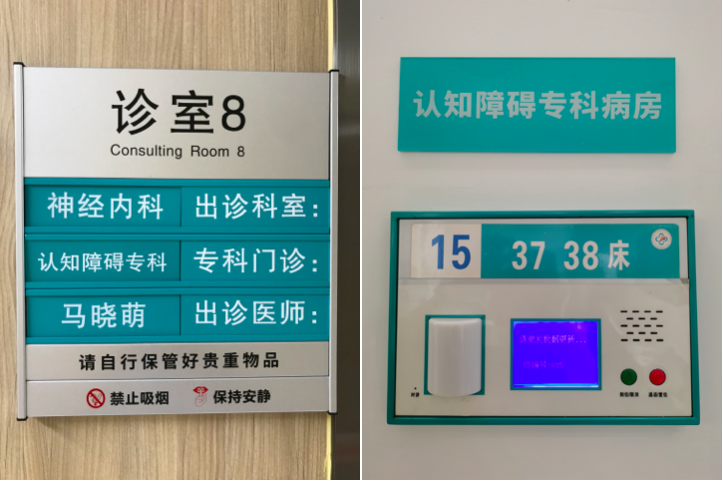 诊室8
Consulting Room 8
神经内科 出诊科室：
认知障碍专科 专科门诊：
马晓萌 出诊医师：
请自行保管好贵重物品
禁止吸烟 保持安静
认知障碍专科病房
15 37 38床